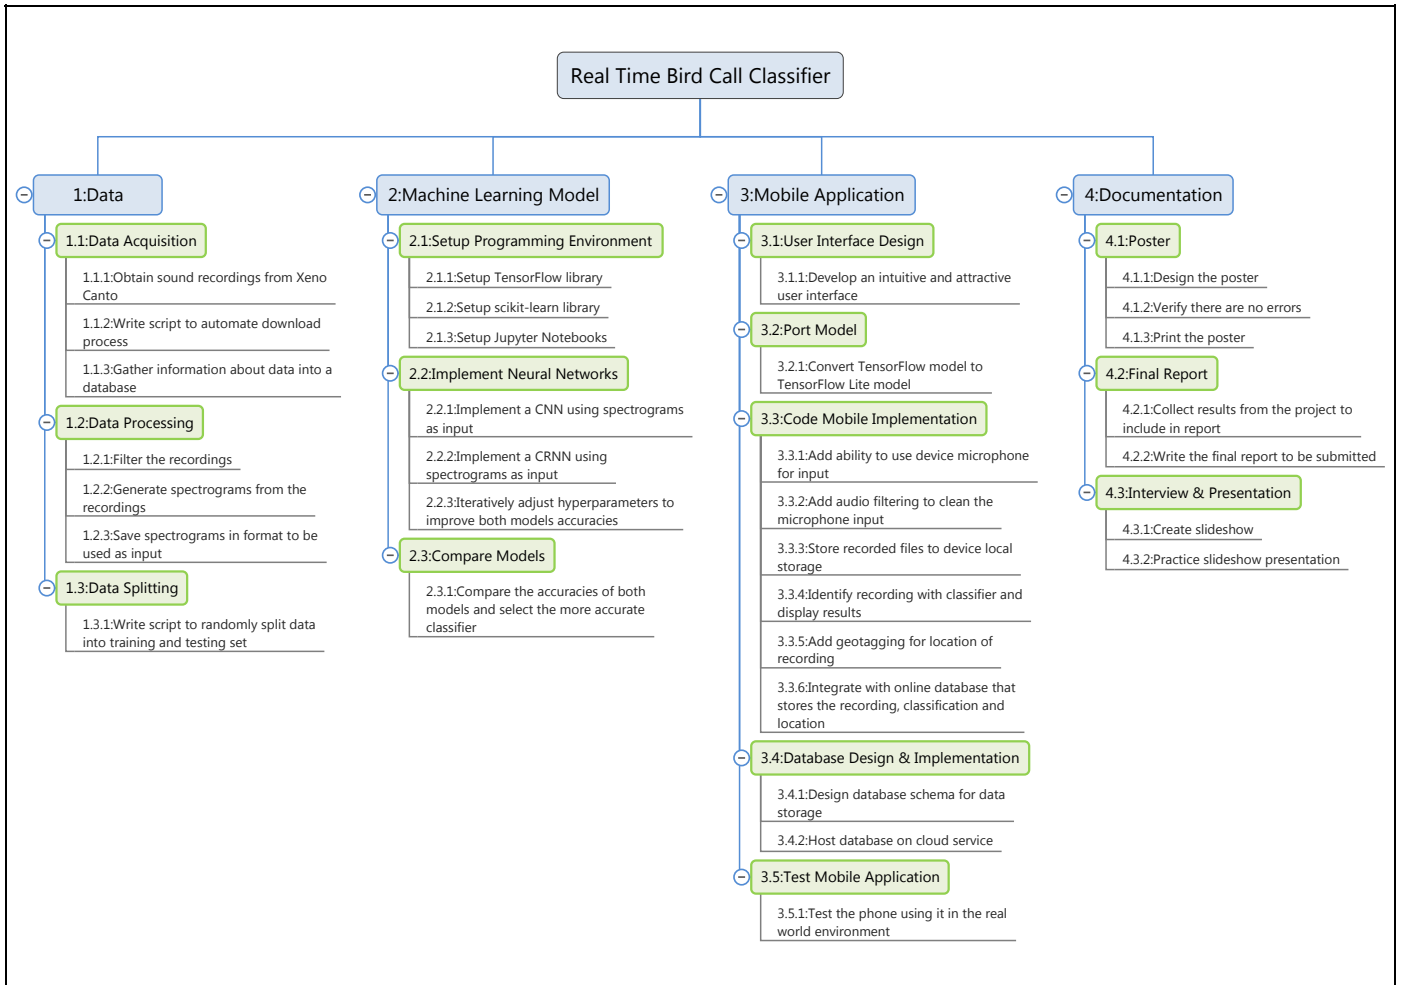 Real Time Bird Call Classifier
1:Data
1.1:Data Acquisition
1.1.1:Obtain sound recordings from Xeno
Canto
1.1.2:Write script to automate download
process
1.1.3:Gather information about data into a
database
1.2:Data Processing
1.2.1:Filter the recordings
1.2.2:Generate spectrograms from the
recordings
1.2.3:Save spectrograms in format to be
used as input
1.3:Data Splitting
1.3.1:Write script to randomly split data
into training and testing set
2:Machine Learning Model
2.1:Setup Programming Environment
2.1.1:Setup TensorFlow library
2.1.2:Setup scikit-learn library
2.1.3:Setup Jupyter Notebooks
2.2:Implement Neural Networks
2.2.1:Implement a CNN using spectrograms
as input
2.2.2:Implement a CRNN using
spectrograms as input
2.2.3:Iteratively adjust hyperparameters to
improve both models accuracies
2.3:Compare Models
2.3.1:Compare the accuracies of both
models and select the more accurate
classifier
3:Mobile Application
3.1:User Interface Design
3.1.1:Develop an intuitive and attractive
user interface
3.2:Port Model
3.2.1:Convert TensorFlow model to
TensorFlow Lite model
3.3:Code Mobile Implementation
3.3.1:Add ability to use device microphone
for input
3.3.2:Add audio filtering to clean the
microphone input
3.3.3:Store recorded files to device local
storage
3.3.4:Identify recording with classifier and
display results
3.3.5:Add geotagging for location of
recording
3.3.6:Integrate with online database that
stores the recording, classification and
location
3.4:Database Design & Implementation
3.4.1:Design database schema for data
storage
3.4.2:Host database on cloud service
3.5:Test Mobile Application
3.5.1:Test the phone using it in the real
world environment
4:Documentation
4.1:Poster
4.1.1:Design the poster
4.1.2:Verify there are no errors
4.1.3:Print the poster
4.2:Final Report
4.2.1:Collect results from the project to
include in report
4.2.2:Write the final report to be submitted
4.3:Interview & Presentation
4.3.1:Create slideshow
4.3.2:Practice slideshow presentation